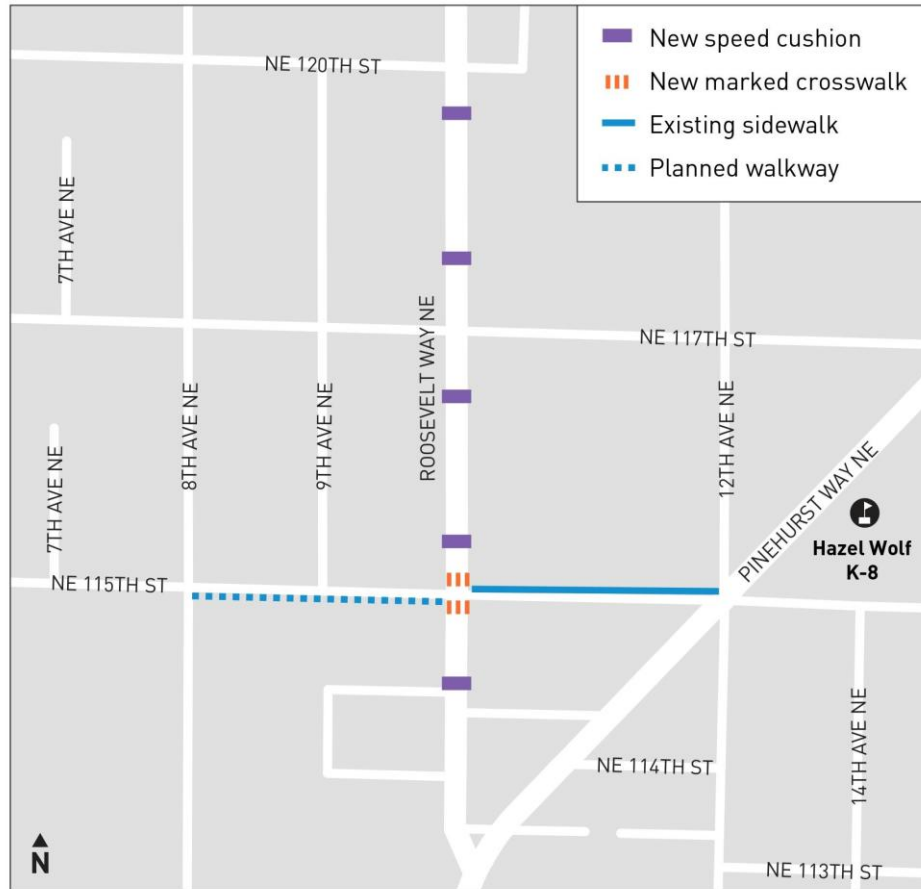 New speed cushion
New marked crosswalk
Existing sidewalk
Planned walkway
NE 120TH ST
7TH AVE NE
ROOSEVELT WAY NE
NE 117TH ST
8TH AVE NE
9TH AVE NE
12TH AVE NE
PINEHURST WAY NE
7TH AVE NE
Hazel Wolf
K-8
NE 115TH ST
NE 114TH ST
14TH AVE NE
N
NE 113TH ST